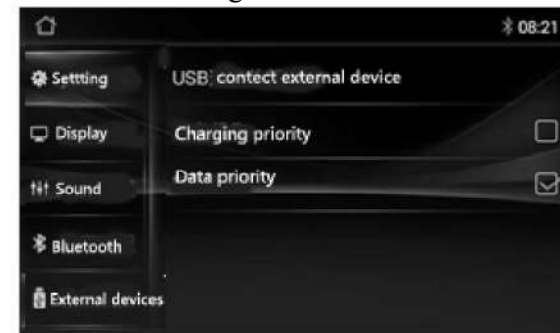 08:21
Settting
USB contect external device
Display
Charging priority
Sound
Data priority
Bluetooth
External devices